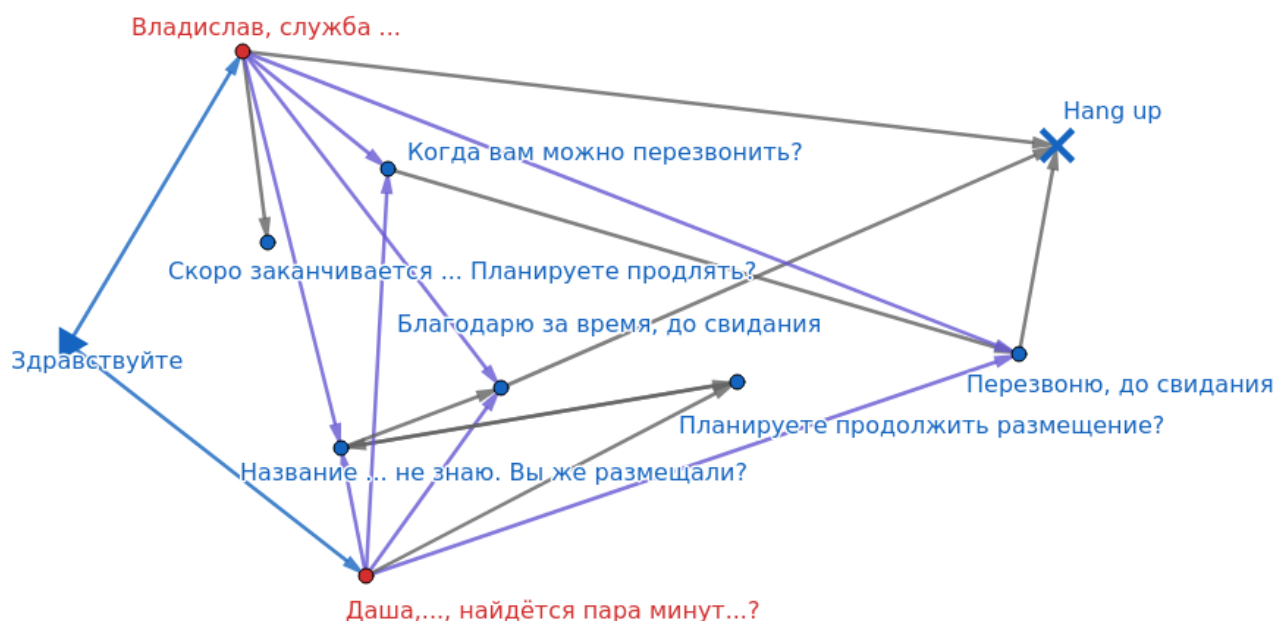 Владислав, служба ...
Hang up
Когда вам можно перезвонить?
Скоро заканчивается ... Планируете продлять?
Благодарю за время, до свидания
Здравствуйте
Перезвоню, до свидания
Планируете продолжить размещение?
Название ... не знаю. Вы же размещали?
Даша,..., найдётся пара минут...?